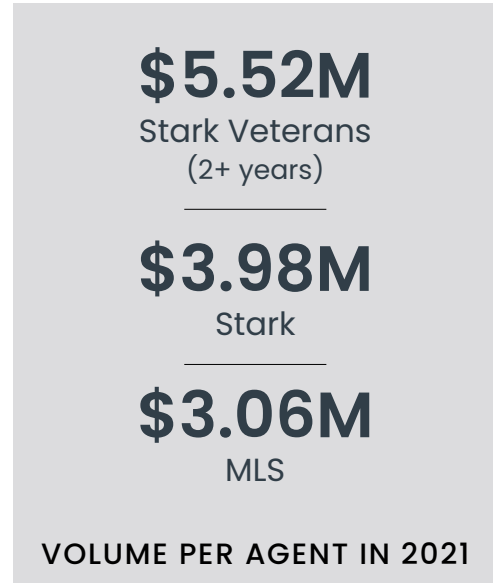 $5.52M
Stark Veterans
(2+ years)
$3.98M
Stark
$3.06M
MLS
VOLUME PER AGENT IN 2021